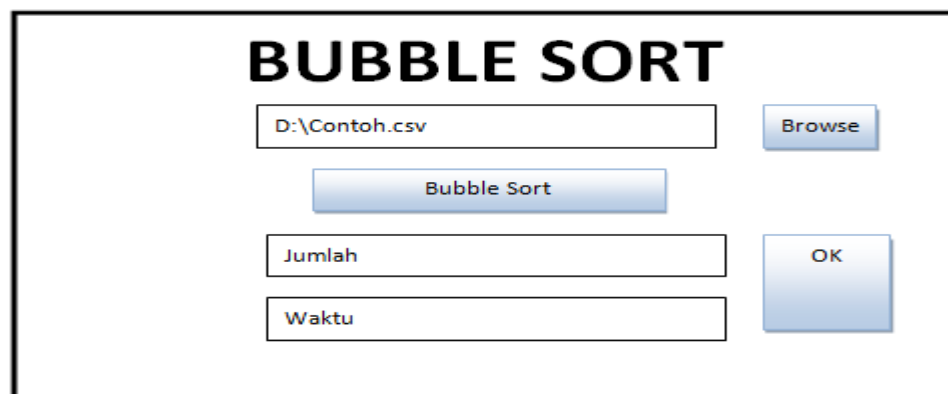 BUBBLE SORT
D:\Contoh.csv
Browse
Bubble Sort
Jumlah
OK
Waktu